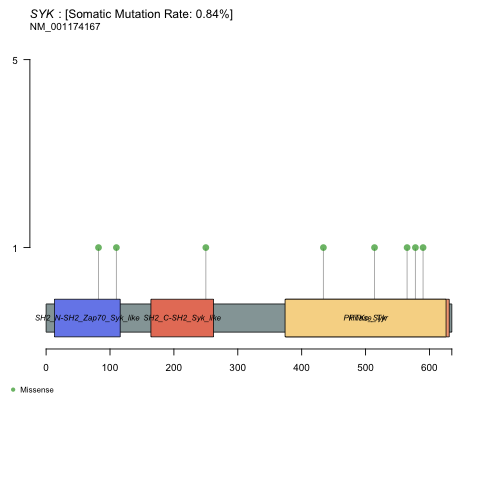 SYK : [Somatic Mutation Rate: 0.84%]
NM_001174167
5
1
SH2_N-SH2_Zap70_Syk_like SH2_C-SH2_Syk_like
0 100 200 300 400 500 600
Missense